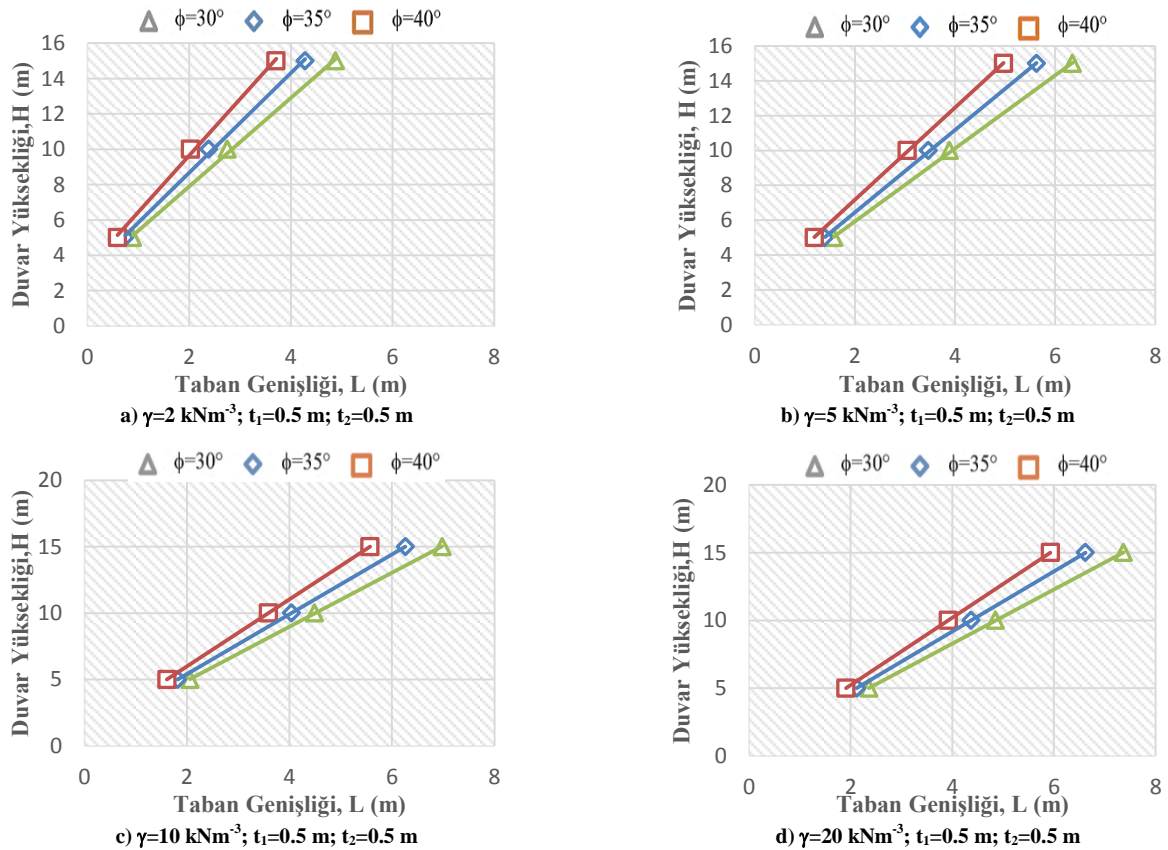 ϕ=30° ϕ=35° ϕ=40°
16
14
12
10
8
6
4
2
0
Duvar Yüksekliği,H (m)
0 2 4 6 8
Taban Genişliği, L (m)
a) γ=2 kNm⁻³; t₁=0.5 m; t₂=0.5 m
ϕ=30° ϕ=35° ϕ=40°
16
14
12
10
8
6
4
2
0
Duvar Yüksekliği, H (m)
0 2 4 6 8
Taban Genişliği, L (m)
b) γ=5 kNm⁻³; t₁=0.5 m; t₂=0.5 m
ϕ=30° ϕ=35° ϕ=40°
20
15
10
5
0
Duvar Yüksekliği,H (m)
0 2 4 6 8
Taban Genişliği, L (m)
c) γ=10 kNm⁻³; t₁=0.5 m; t₂=0.5 m
ϕ=30° ϕ=35° ϕ=40°
20
15
10
5
0
Duvar Yüksekliği,H (m)
0 2 4 6 8
Taban Genişliği, L (m)
d) γ=20 kNm⁻³; t₁=0.5 m; t₂=0.5 m